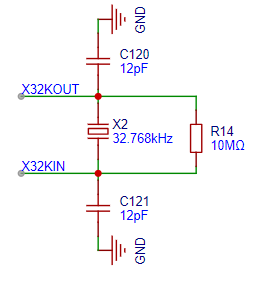 GND
C120
12pF
X32KOUT
X2
32.768kHz
R14
10MΩ
X32KIN
C121
12pF
GND